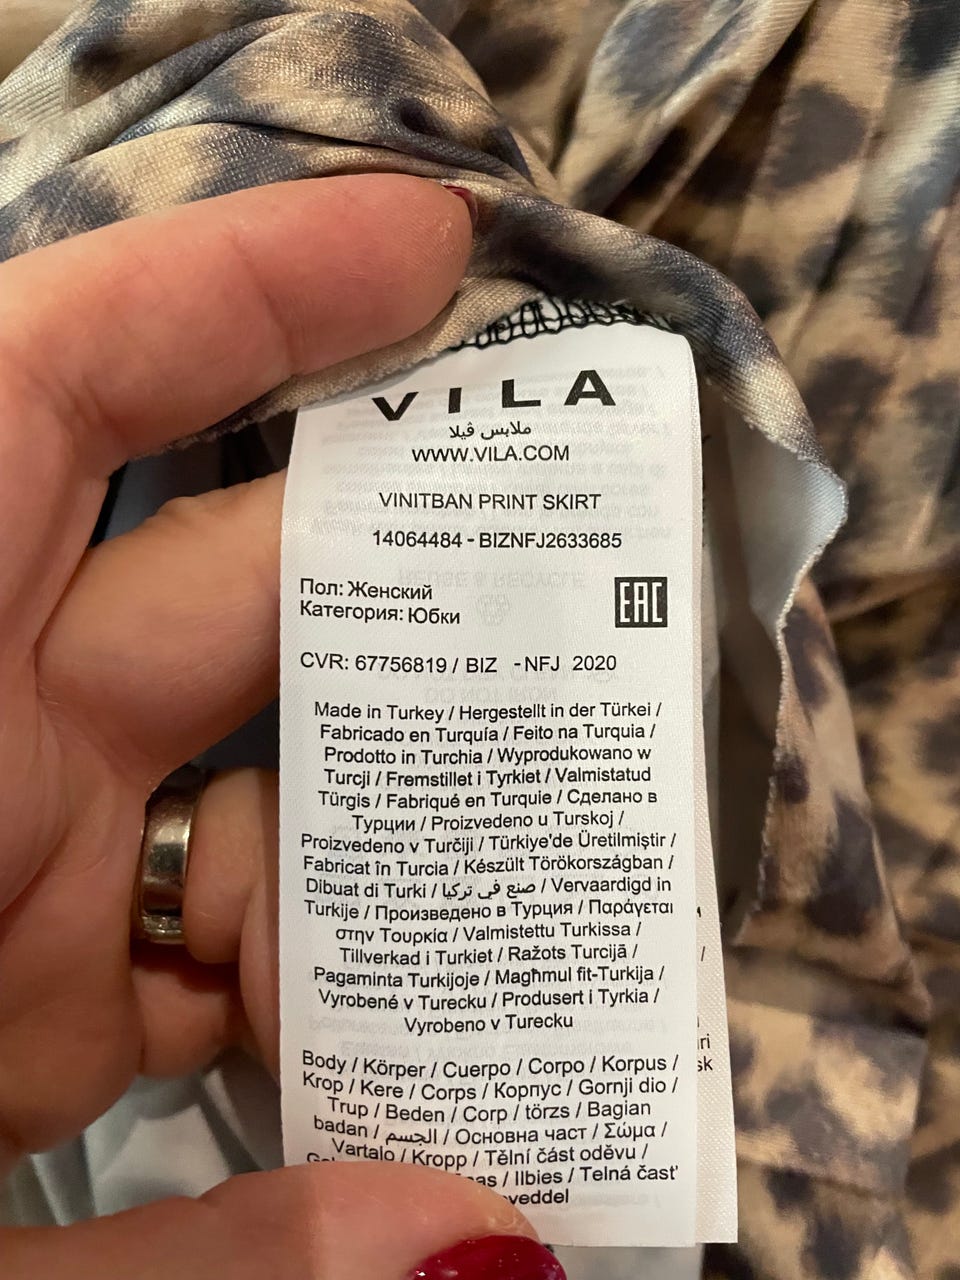 VILA
ملابس ڤيلا
WWW.VILA.COM
VINITBAN PRINT SKIRT
14064484 - BIZNFJ2633685
Пол: Женский
Категория: Юбки
EAC
CVR: 67756819 / BIZ - NFJ 2020
Made in Turkey / Hergestellt in der Türkei /
Fabricado en Turquía / Feito na Turquia /
Prodotto in Turchia / Wyprodukowano w
Turcji / Fremstillet i Tyrkiet / Valmistatud
Türgis / Fabriqué en Turquie / Сделано в
Турции / Proizvedeno u Turskoj /
Proizvedeno v Turčiji / Türkiye'de Üretilmiştir /
Fabricat în Turcia / Készült Törökországban /
Dibuat di Turki / صنع في تركيا / Vervaardigd in
Turkije / Произведено в Турция / Παράγεται
στην Τουρκία / Valmistettu Turkissa /
Tillverkad i Turkiet / Ražots Turcijā /
Pagaminta Turkijoje / Magħmul fit-Turkija /
Vyrobené v Turecku / Produsert i Tyrkia /
Vyrobeno v Turecku
Body / Körper / Cuerpo / Corpo / Korpus /
Krop / Kere / Corps / Корпус / Gornji dio /
Trup / Beden / Corp / törzs / Bagian
badan / الجسم / Основна част / Σώμα /
Vartalo / Kropp / Tělní část oděvu /
/ Ilbies / Telná časť